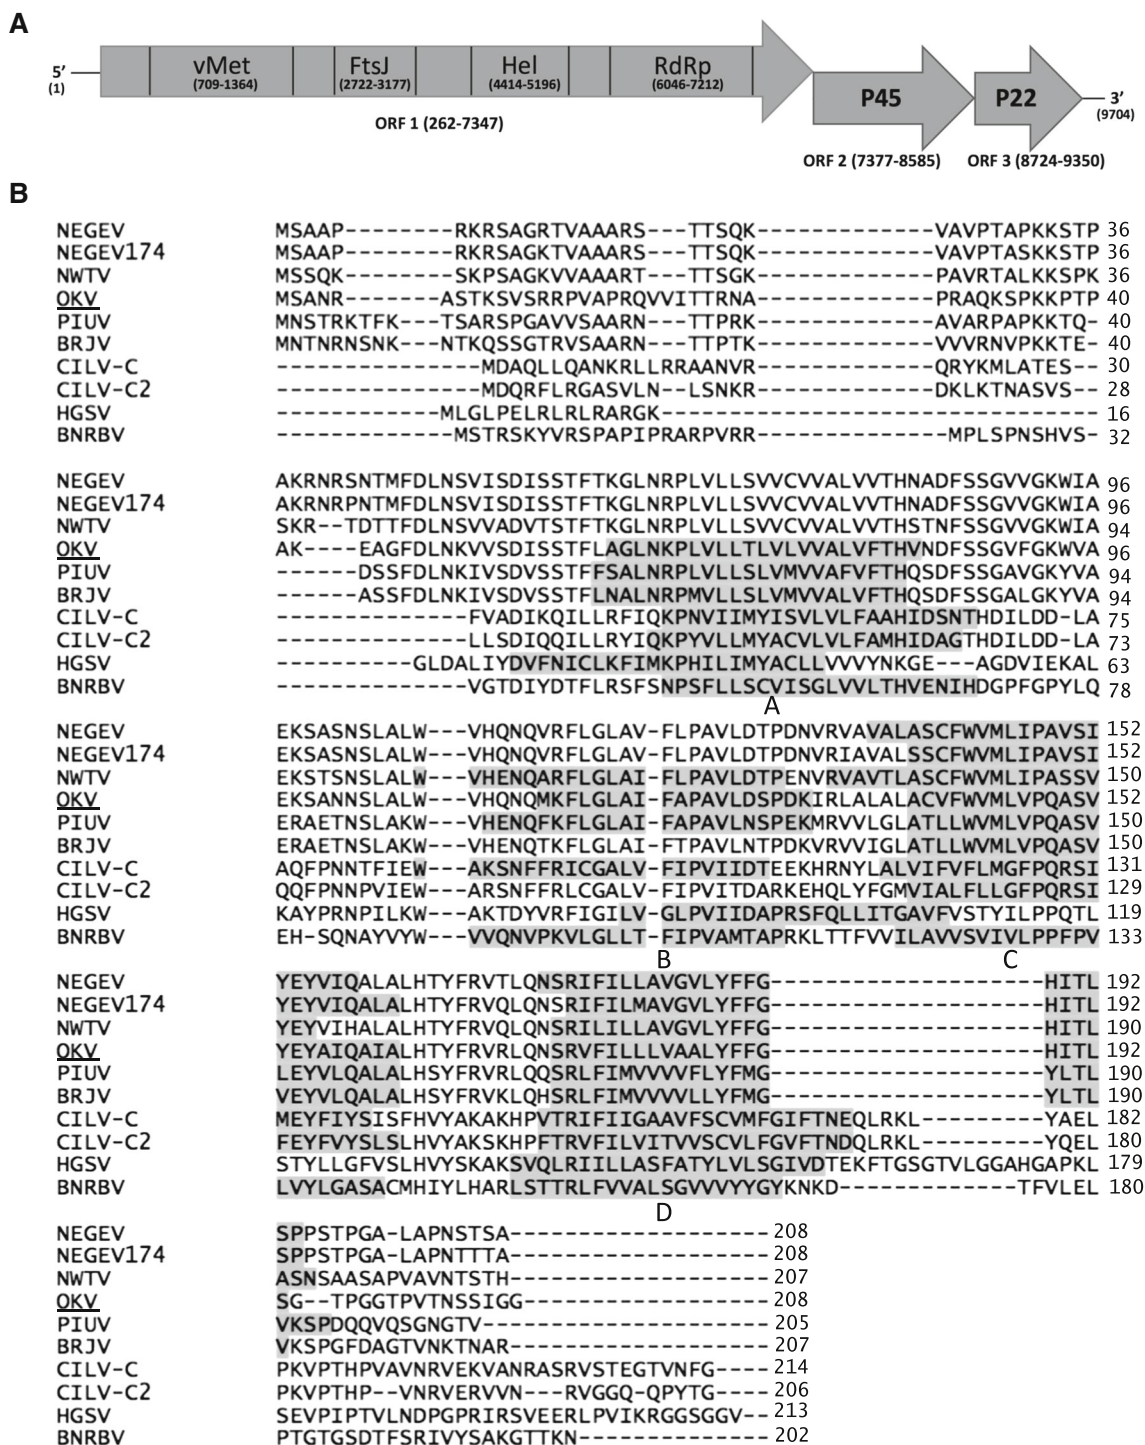 A
5’
(1)
vMet
(709-1364)
FtsJ
(2722-3177)
Hel
(4414-5196)
RdRp
(6046-7212)
P45
P22
3’
(9704)
ORF 1 (262-7347)
ORF 2 (7377-8585)
ORF 3 (8724-9350)
B
NEGEV MSAAP--------RKRSAGRTVAAARS---TTSQK-------------VAVPTAPKKSTP 36
NEGEV174 MSAAP--------RKRSAGKTVAAARS---TTSQK-------------VAVPTASKKSTP 36
NWTV MSSQK--------SKPSAGKVVAAART---TTSGK-------------PAVRTALKKSPK 36
OKV MSANR-------ASTKSVSRRPVAPRQVVITTRNA-------------PRAQKSPKKPTP 40
PIUV MNSTRKTFK---TSARSPGAVVSAARN---TTPRK-------------AVARPAPKKTQ- 40
BRJV MNTNRNSNK---NTKQSSGTRVSAARN---TTPTK-------------VVVRNVPKKTE- 40
CILV-C ---------------MDAQLLQANKRLLRRAANVR-------------QRYKMLATES-- 30
CILV-C2 ---------------MDQRFLRGASVLN--LSNKR-------------DKLKTNASVS-- 28
HGSV ------------MLGLPELRLRLRARGK-------------------------------- 16
BNRBV -------------MSTRSKYVRSPAPIPRARPVRR--------------MPLSPNSHVS- 32
NEGEV AKRNRSNTMFDLNSVISDISSTFTKGLNRPLVLLSVVCVVALVVTHNADFSSGVVGKWIA 96
NEGEV174 AKRNRPNTMFDLNSVISDISSTFTKGLNRPLVLLSVVCVVALVVTHNADFSSGVVGKWIA 96
NWTV SKR--TDTTFDLNSVVADVTSTFTKGLNRPLVLLSVVCVVALVVTHSTNFSSGVVGKWIA 94
OKV AK----EAGFDLNKVVSDISSTFLAGLNKPLVLLTLVLVVALVFTHVNDFSSGVFGKWVA 96
PIUV ------DSSFDLNKIVSDVSSTFFSALNRPLVLLSLVMVVAFVFTHQSDFSSGAVGKYVA 94
BRJV ------ASSFDLNKIVSDVSSTFLNALNRPMVLLSLVMVVALVFTHQSDFSSGALGKYVA 94
CILV-C --------------FVADIKQILLRFIQKPNVIIMYISVLVLFAAHIDSNTHDILDD-LA 75
CILV-C2 --------------LLSDIQQILLRYIQKPYVLLMYACVLVLFAMHIDAGTHDILDD-LA 73
HGSV ----------GLDALIYDVFNICLKFIMKPHILIMYACLLVVVYNKGE---AGDVIEKAL 63
BNRBV --------------VGTDIYDTFLRSFSNPSFLLSCVISGLVVLTHVENIHDGPFGPYLQ 78
A
NEGEV EKSASNSLALW---VHQNQVRFLGLAV-FLPAVLDTPDNVRVAVALASCFWVMLIPAVSI 152
NEGEV174 EKSASNSLALW---VHQNQVRFLGLAV-FLPAVLDTPDNVRIAVALSSCFWVMLIPAVSI 152
NWTV EKSTSNSLALW---VHENQARFLGLAI-FLPAVLDTPENVRVAVTLASCFWVMLIPASSV 150
OKV EKSANNSLALW---VHQNQMKFLGLAI-FAPAVLDSPDKIRLALALACVFWVMLVPQASV 152
PIUV ERAETNSLAKW---VHENQFKFLGLAI-FAPAVLNSPEKMRVVLGLATLLWVMLVPQASV 150
BRJV ERAETNSLAKW---VHENQTKFLGLAI-FTPAVLNTPDKVRVVIGLATLLWVMLVPQASV 150
CILV-C AQFPNNTFIEW---AKSNFFRICGALV-FIPVIIDTEEKHRNYLALVIFVFLMGFPQRSI 131
CILV-C2 QQFPNNPVIEW---ARSNFFRLCGALV-FIPVITDARKEHQLYFGMVIALFLLGFPQRSI 129
HGSV KAYPRNPILKW---AKTDYVRFIGILV-GLPVIIDAPRSFQLLITGAVFVSTYILPPQTL 119
BNRBV EH-SQNAYVYW---VVQNVPKVLGLLT-FIPVAMTAPRKLTTFVVILAVVSVIVLPPFPV 133
B C
NEGEV YEYVIQALALHTYFRVTLQNSRIFILLAVGVLYFFG--------------------HITL 192
NEGEV174 YEYVIQALALHTYFRVQLQNSRIFILMAVGVLYFFG--------------------HITL 192
NWTV YEYVIHALALHTYFRVQLQNSRILILLAVGVLYFFG--------------------HITL 190
OKV YEYAIQAIALHTYFRVRLQNSRVFILLLVAALYFFG--------------------HITL 192
PIUV LEYVLQALALHSYFRVRLQQSRLFIMVVVVFLYFMG--------------------YLTL 190
BRJV VEYVLQALALHSYFRVKLQHSRLFIMVVVVLLYFMG--------------------YLTL 190
CILV-C MEYFIYSISFHVYAKAKHPVTRIFIIGAAVFSCVMFGIFTNEQLRKL---------YAEL 182
CILV-C2 FEYFVYSLSLHVYAKSKHPFTRVFILVITVVSCVLFGVFTNDQLRKL---------YQEL 180
HGSV STYLLGFVSLHVYSKAKSVQLRIILLASFATYLVLSGIVDTEKFTGSGTVLGGAHGAPKL 179
BNRBV LVYLGASACMHIYLHARLSTTRLFVVALSGVVVYYYGYKNKD-------------TFVLEL 180
D
NEGEV SPPSTPGA-LAPNSTSA------------------- 208
NEGEV174 SPPSTPGA-LAPNTTTA------------------- 208
NWTV ASNSAASAPVAVNTSTH------------------- 207
OKV SG--TPGGTPVTNSSIGG------------------ 208
PIUV VKSPDQQVQSGNGTV--------------------- 205
BRJV VKSPGFDAGTVNKTNAR------------------- 207
CILV-C PKVPTHPVAVNRVEKVANRASRVSTEGTVNFG---- 214
CILV-C2 PKVPTHP--VNRVERVVN---RVGGQ-QPYTG---- 206
HGSV SEVPIPTVLNDPGPRIRSVEERLPVIKRGGSGGV-- 213
BNRBV PTGTGSDTFSRIVYSAKGTTKN-------------- 202